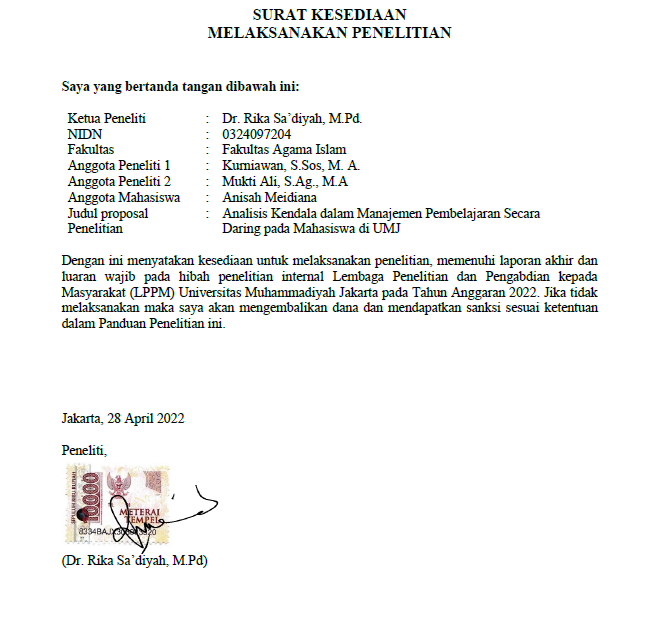 SURAT KESEDIAAN
MELAKSANAKAN PENELITIAN
Saya yang bertanda tangan dibawah ini:
Ketua Peneliti : Dr. Rika Sa’diyah, M.Pd.
NIDN : 0324097204
Fakultas : Fakultas Agama Islam
Anggota Peneliti 1 : Kurniawan, S.Sos, M. A.
Anggota Peneliti 2 : Mukti Ali, S.Ag., M.A
Anggota Mahasiswa : Anisah Meidiana
Judul proposal : Analisis Kendala dalam Manajemen Pembelajaran Secara
Penelitian Daring pada Mahasiswa di UMJ
Dengan ini menyatakan kesediaan untuk melaksanakan penelitian, memenuhi laporan akhir dan
luaran wajib pada hibah penelitian internal Lembaga Penelitian dan Pengabdian kepada
Masyarakat (LPPM) Universitas Muhammadiyah Jakarta pada Tahun Anggaran 2022. Jika tidak
melaksanakan maka saya akan mengembalikan dana dan mendapatkan sanksi sesuai ketentuan
dalam Panduan Penelitian ini.
Jakarta, 28 April 2022
Peneliti,
10000
METERAI
TEMPEL
(Dr. Rika Sa’diyah, M.Pd)